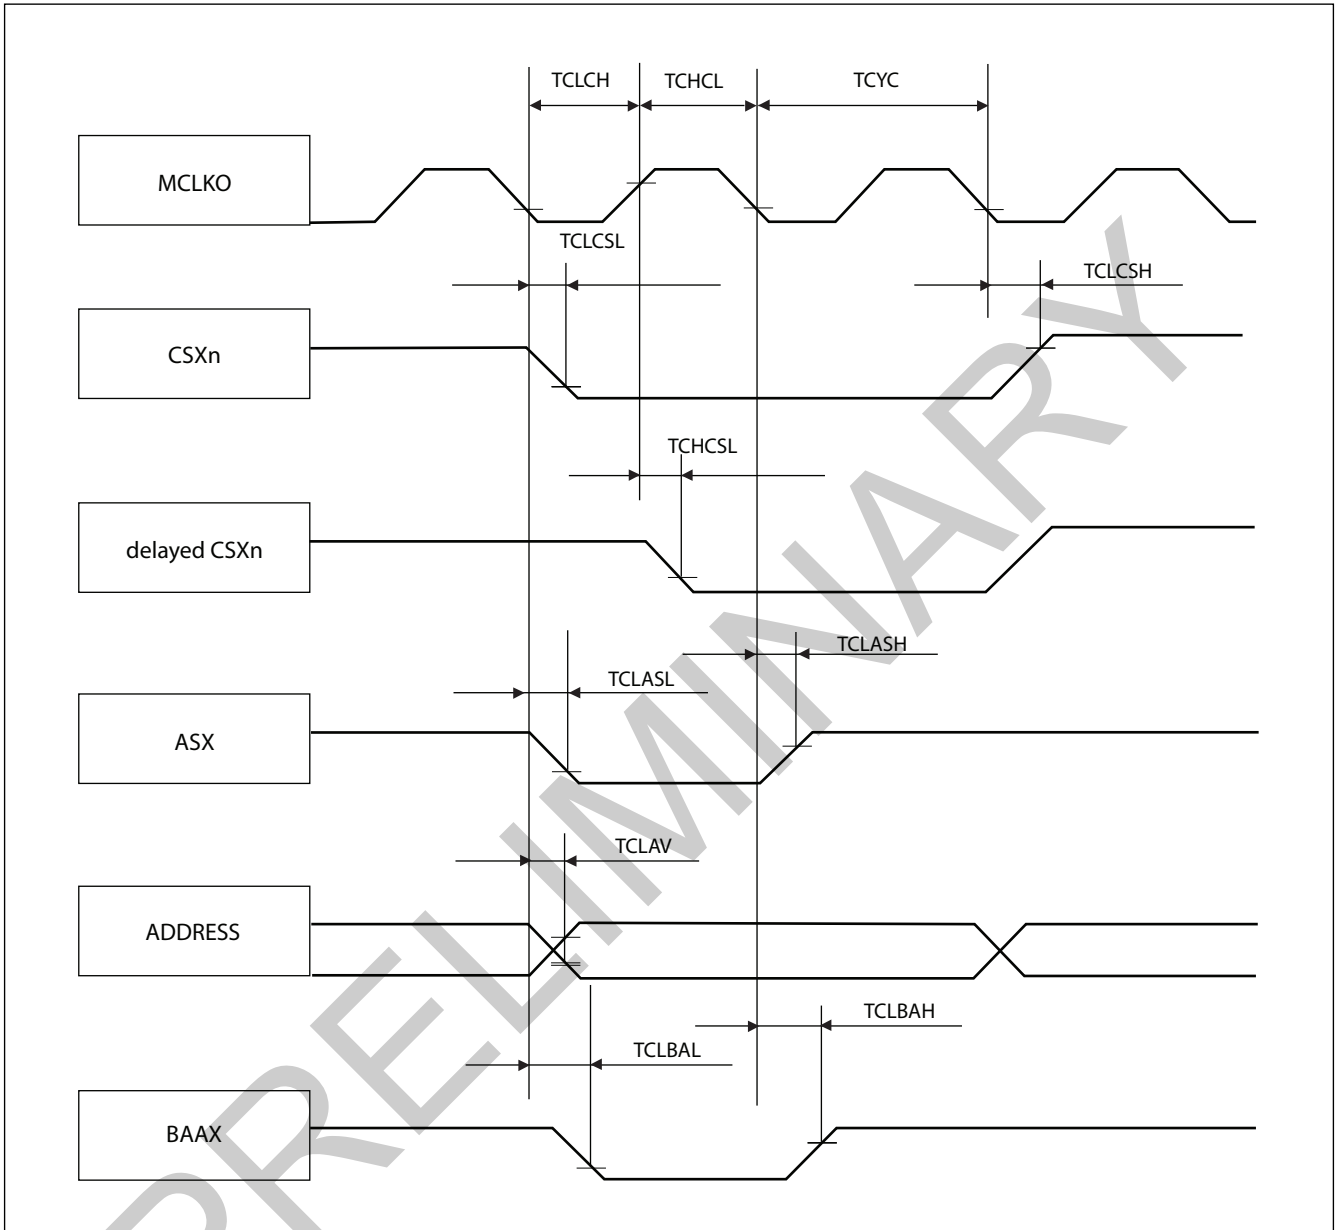 TCLCH TCHCL TCYC
MCLKO
TCLCSL
TCLCSH
CSXn
TCHCSL
delayed CSXn
TCLASH
TCLASL
ASX
TCLAV
ADDRESS
TCLBAH
TCLBAL
BAAX
PRELIMINARY